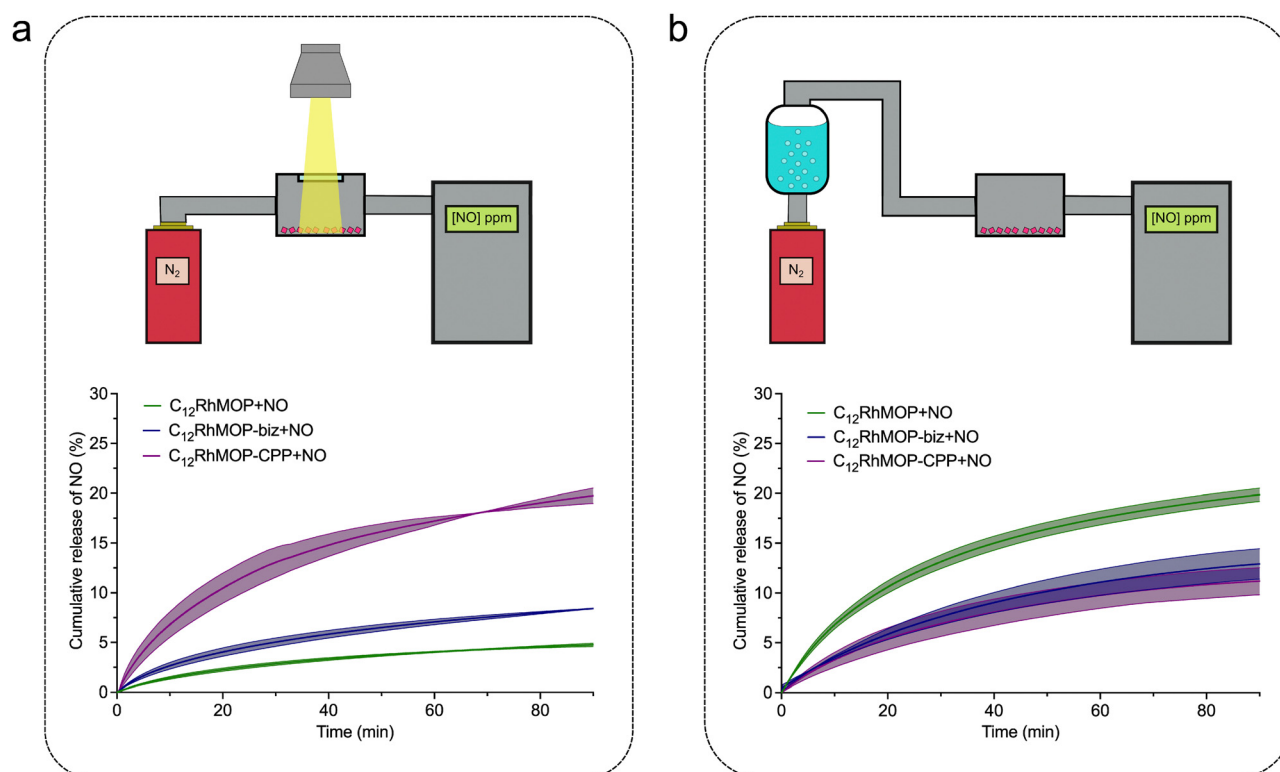 a
[NO] ppm
N₂
30
25
20
15
10
5
0
Cumulative release of NO (%)
C₁₂RhMOP+NO
C₁₂RhMOP-biz+NO
C₁₂RhMOP-CPP+NO
0 20 40 60 80
Time (min)
b
[NO] ppm
N₂
30
25
20
15
10
5
0
Cumulative release of NO (%)
C₁₂RhMOP+NO
C₁₂RhMOP-biz+NO
C₁₂RhMOP-CPP+NO
0 20 40 60 80
Time (min)